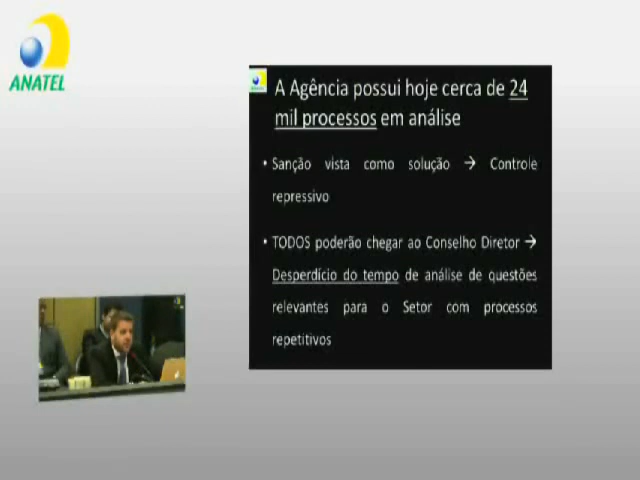 ANATEL
A Agência possui hoje cerca de 24
mil processos em análise
• Sanção vista como solução → Controle
repressivo
• TODOS poderão chegar ao Conselho Diretor →
Desperdício do tempo de análise de questões
relevantes para o Setor com processos
repetitivos